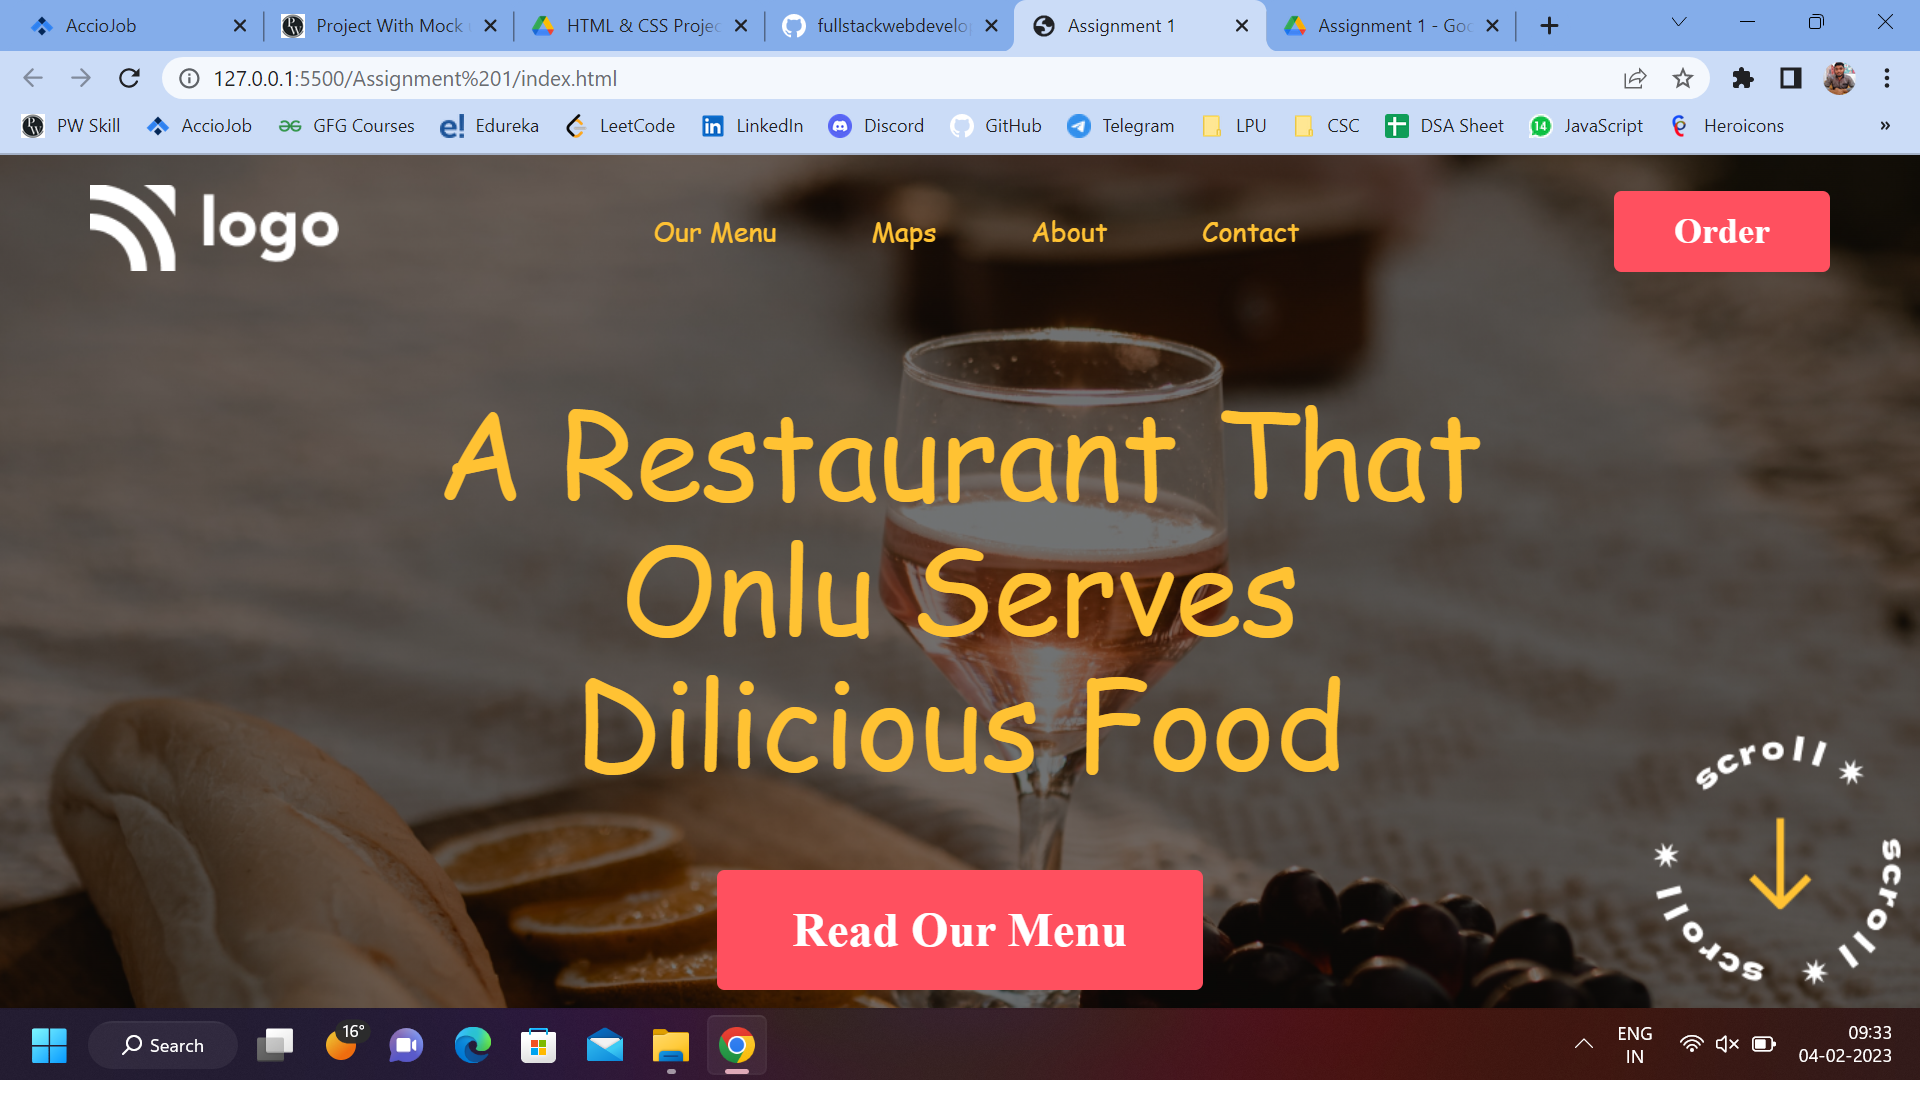 AccioJob
Project With Mock
HTML & CSS Projec
fullstackwebdevelo
Assignment 1
Assignment 1 - Goo
127.0.0.1:5500/Assignment%201/index.html
PW Skill
AccioJob
GFG Courses
Edureka
LeetCode
LinkedIn
Discord
GitHub
Telegram
LPU
CSC
DSA Sheet
14
JavaScript
Heroicons
»
logo
Our Menu
Maps
About
Contact
Order
A Restaurant That
Onlu Serves
Dilicious Food
Read Our Menu
scroll
scroll
scroll
Search
16°
ENG
IN
09:33
04-02-2023